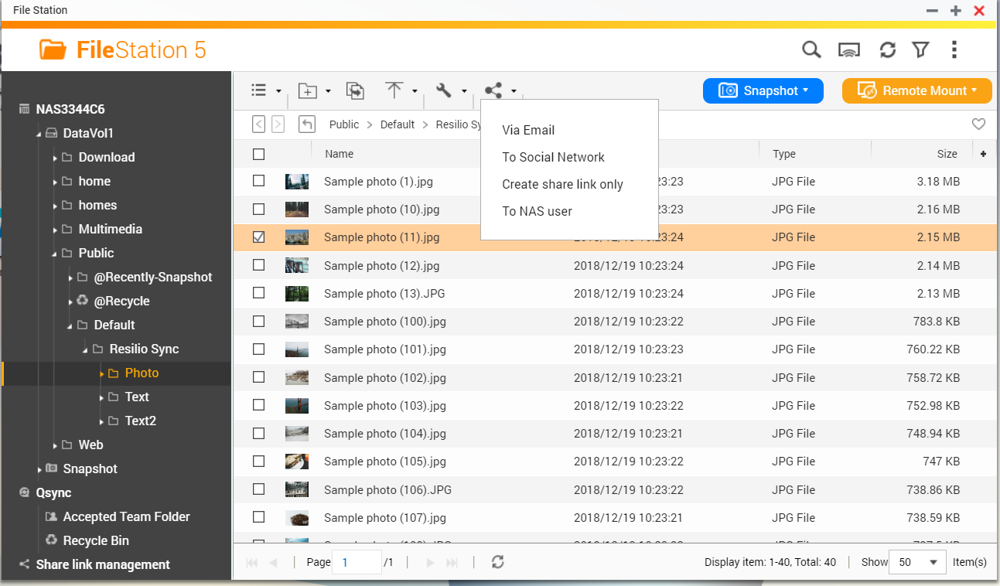 File Station
FileStation 5
Snapshot
Remote Mount
NAS3344C6
DataVol1
Download
home
homes
Multimedia
Public
@Recently-Snapshot
@Recycle
Default
Resilio Sync
Photo
Text
Text2
Web
Snapshot
Qsync
Accepted Team Folder
Recycle Bin
Share link management
Public > Default > Resilio
Via Email
To Social Network
Create share link only
To NAS user
Name Type Size
Sample photo (1).jpg JPG File 3.18 MB
Sample photo (10).jpg JPG File 2.16 MB
Sample photo (11).jpg 2018/12/19 10:23:24 JPG File 2.15 MB
Sample photo (12).jpg 2018/12/19 10:23:24 JPG File 2.14 MB
Sample photo (13).JPG 2018/12/19 10:23:24 JPG File 2.13 MB
Sample photo (100).jpg 2018/12/19 10:23:22 JPG File 783.8 KB
Sample photo (101).jpg 2018/12/19 10:23:23 JPG File 760.22 KB
Sample photo (102).jpg 2018/12/19 10:23:21 JPG File 758.72 KB
Sample photo (103).jpg 2018/12/19 10:23:22 JPG File 752.98 KB
Sample photo (104).jpg 2018/12/19 10:23:21 JPG File 748.94 KB
Sample photo (105).jpg 2018/12/19 10:23:22 JPG File 747 KB
Sample photo (106).JPG 2018/12/19 10:23:22 JPG File 738.86 KB
Sample photo (107).jpg 2018/12/19 10:23:21 JPG File 738.59 KB
Page 1 /1 Display item: 1-40, Total: 40 Show 50 Item(s)